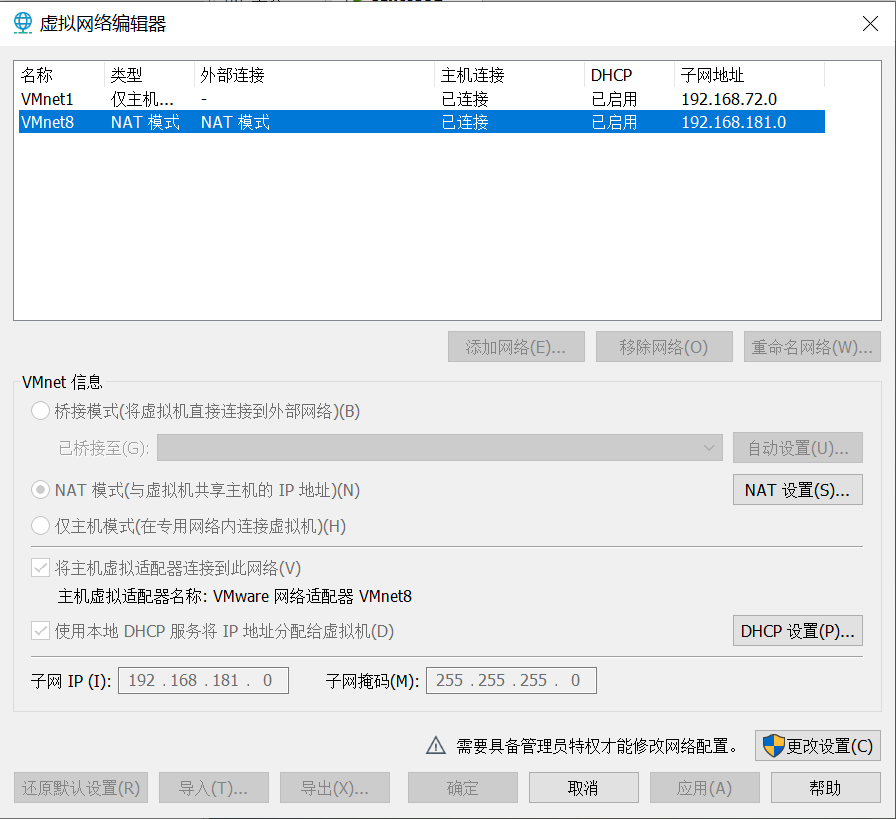 虚拟网络编辑器
名称 类型 外部连接 主机连接 DHCP 子网地址
VMnet1 仅主机... - 已连接 已启用 192.168.72.0
VMnet8 NAT 模式 NAT 模式 已连接 已启用 192.168.181.0
添加网络(E)... 移除网络(O) 重命名网络(W)...
VMnet 信息
桥接模式(将虚拟机直接连接到外部网络)(B)
已桥接至(G): 自动设置(U)...
NAT 模式(与虚拟机共享主机的 IP 地址)(N) NAT 设置(S)...
仅主机模式(在专用网络内连接虚拟机)(H)
将主机虚拟适配器连接到此网络(V)
主机虚拟适配器名称: VMware 网络适配器 VMnet8
使用本地 DHCP 服务将 IP 地址分配给虚拟机(D) DHCP 设置(P)...
子网 IP (I): 192 . 168 . 181 . 0 子网掩码(M): 255 . 255 . 255 . 0
需要具备管理员特权才能修改网络配置。 更改设置(C)
还原默认设置(R) 导入(T)... 导出(X)... 确定 取消 应用(A) 帮助